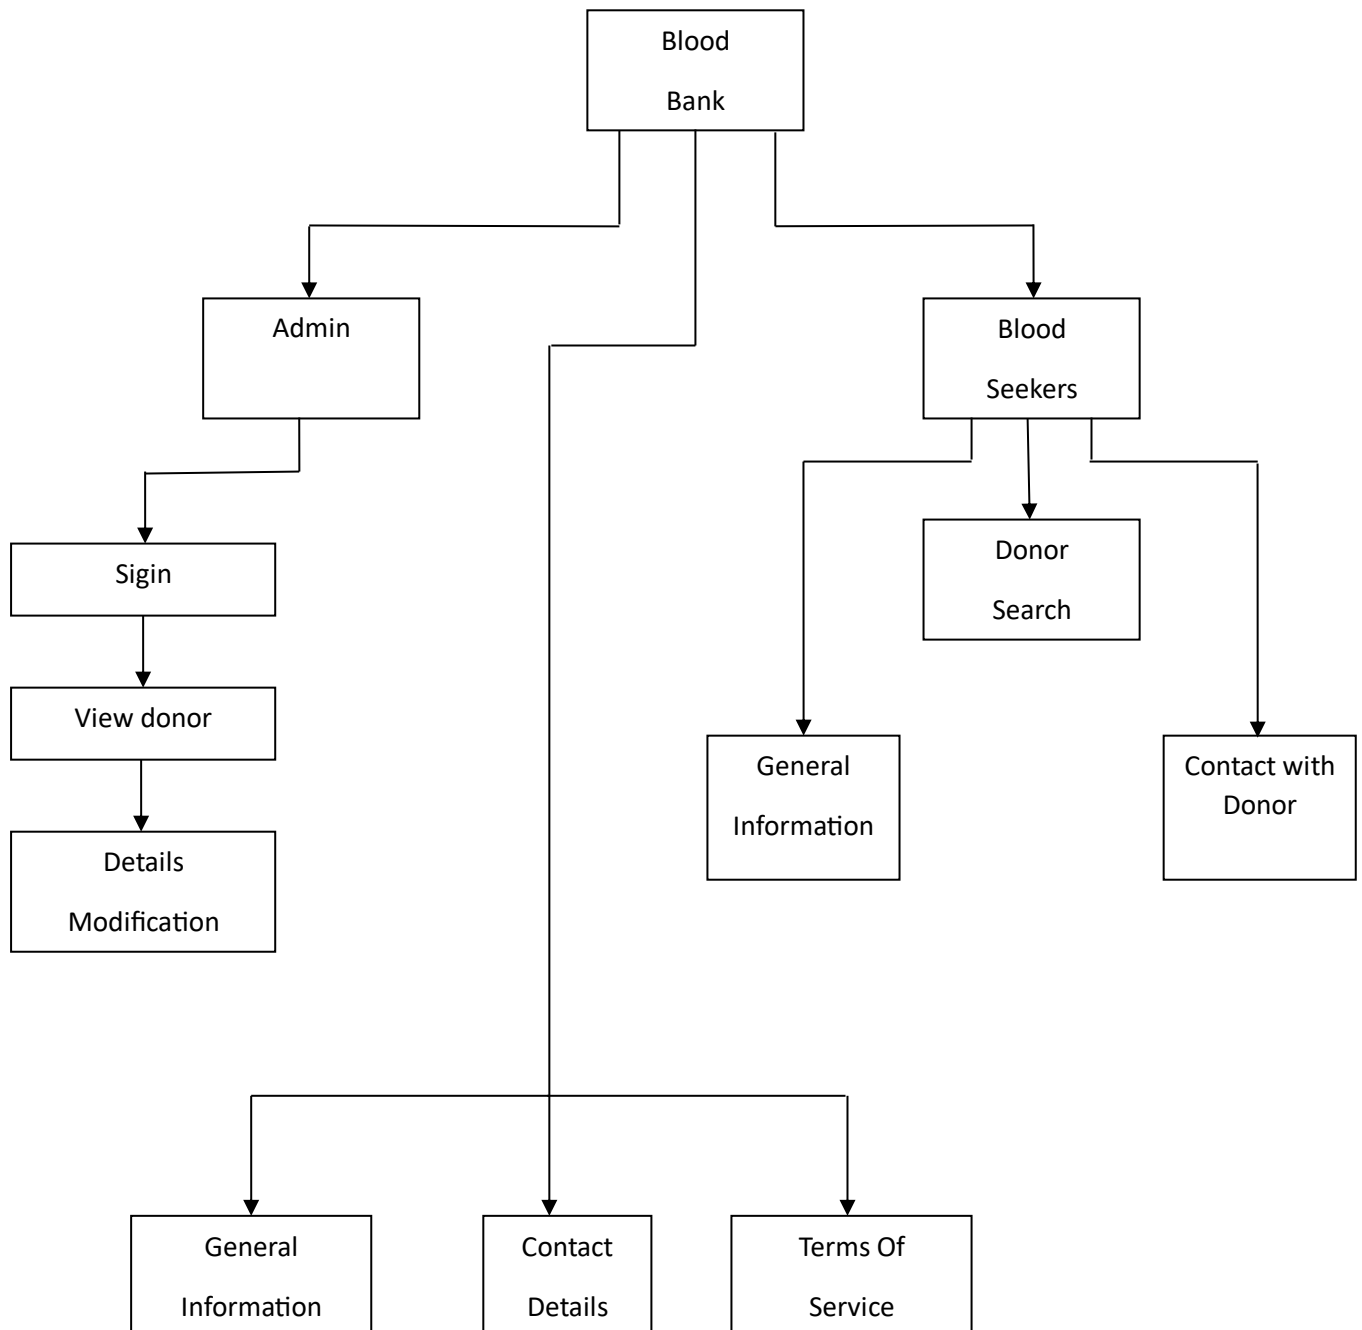 Blood
Bank
Admin
Blood
Seekers
Sigin
Donor
Search
View donor
General
Information
Contact with
Donor
Details
Modification
General
Information
Contact
Details
Terms Of
Service